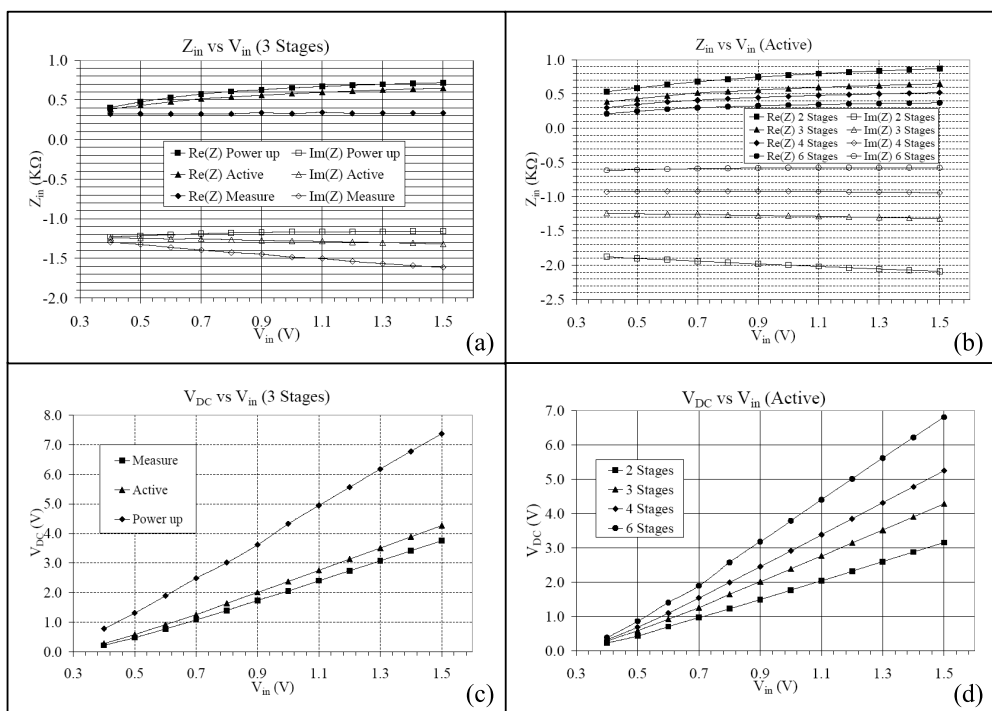 Z_in vs V_in (3 Stages)
1.0
0.5
0.0
-0.5
-1.0
-1.5
-2.0
Z_in (KΩ)
Re(Z) Power up
Im(Z) Power up
Re(Z) Active
Im(Z) Active
Re(Z) Measure
Im(Z) Measure
0.3 0.5 0.7 0.9 1.1 1.3 1.5
V_in (V)
(a)
Z_in vs V_in (Active)
1.0
0.5
0.0
-0.5
-1.0
-1.5
-2.0
-2.5
Z_in (KΩ)
Re(Z) 2 Stages
Im(Z) 2 Stages
Re(Z) 3 Stages
Im(Z) 3 Stages
Re(Z) 4 Stages
Im(Z) 4 Stages
Re(Z) 6 Stages
Im(Z) 6 Stages
0.3 0.5 0.7 0.9 1.1 1.3 1.5
V_in (V)
(b)
V_DC vs V_in (3 Stages)
8.0
7.0
6.0
5.0
4.0
3.0
2.0
1.0
0.0
V_DC (V)
Measure
Active
Power up
0.3 0.5 0.7 0.9 1.1 1.3 1.5
V_in (V)
(c)
V_DC vs V_in (Active)
7.0
6.0
5.0
4.0
3.0
2.0
1.0
0.0
V_DC (V)
2 Stages
3 Stages
4 Stages
6 Stages
0.3 0.5 0.7 0.9 1.1 1.3 1.5
V_in (V)
(d)